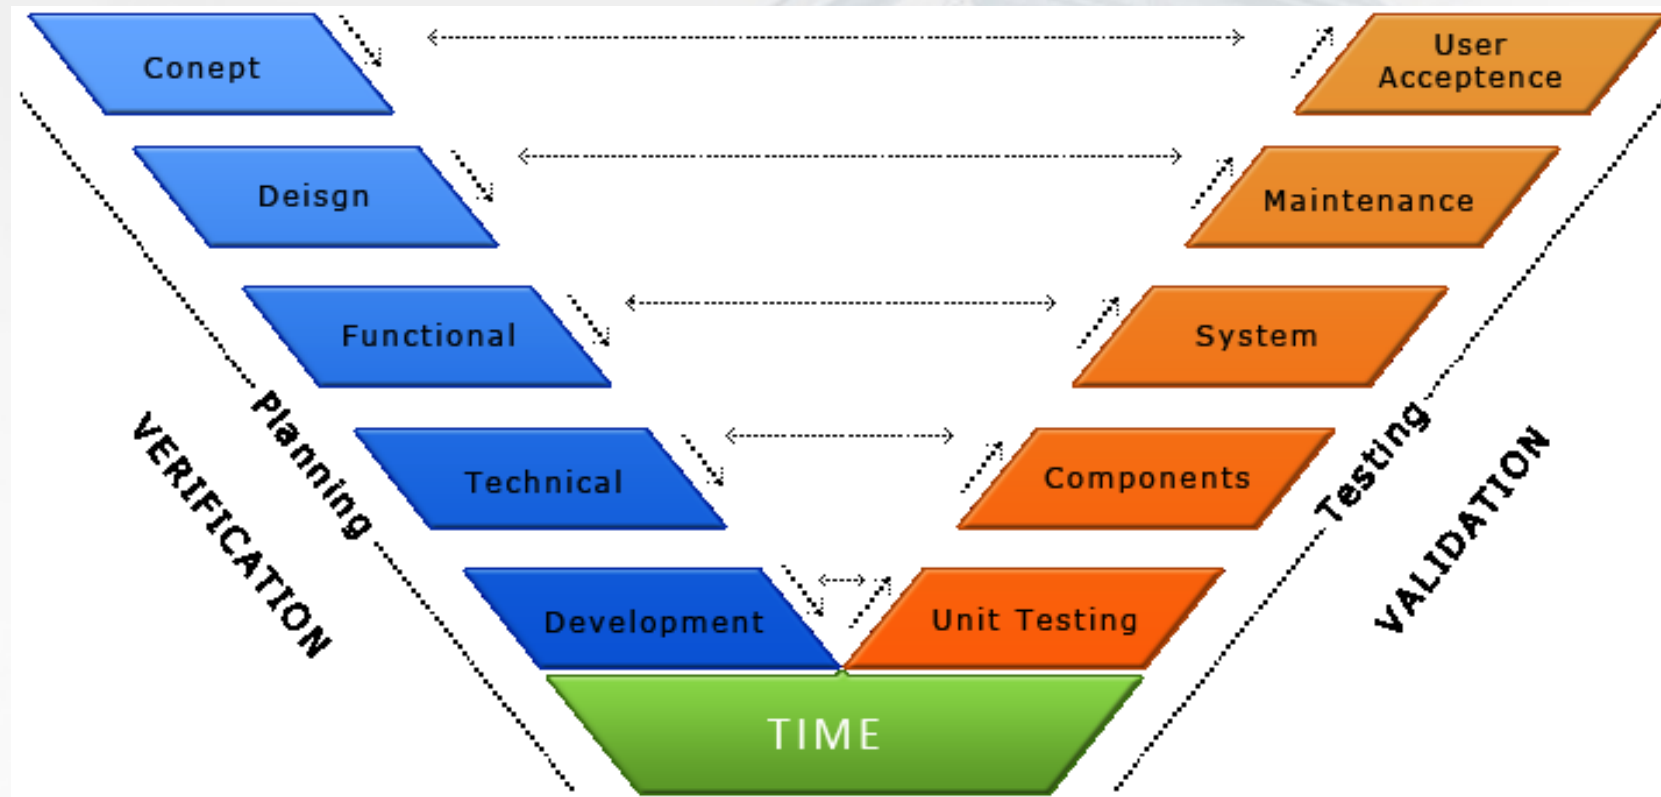 Conept
User
Acceptence
Deisgn
Maintenance
Functional
System
Planning
Testing
VERIFICATION
VALIDATION
Technical
Components
Development
Unit Testing
TIME